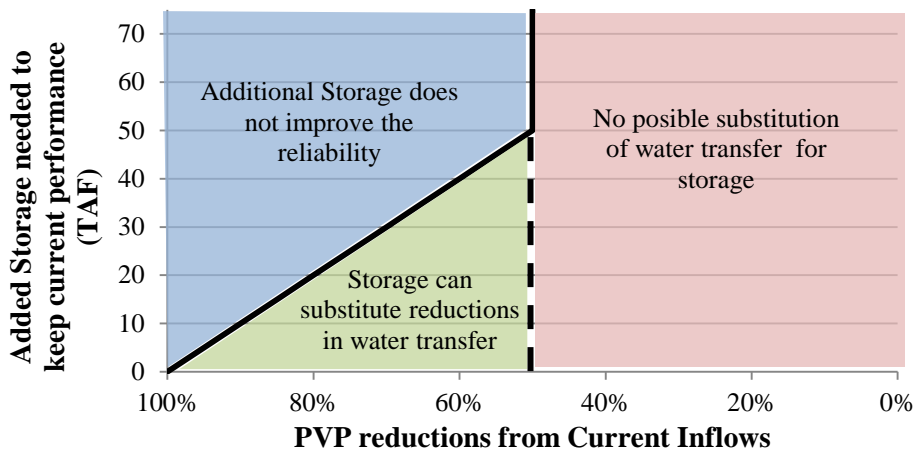 Added Storage needed to
keep current performance
(TAF)
70
60
50
40
30
20
10
0
Additional Storage does
not improve the
reliability
No posible substitution
of water transfer for
storage
Storage can
substitute reductions
in water transfer
100%
80%
60%
40%
20%
0%
PVP reductions from Current Inflows